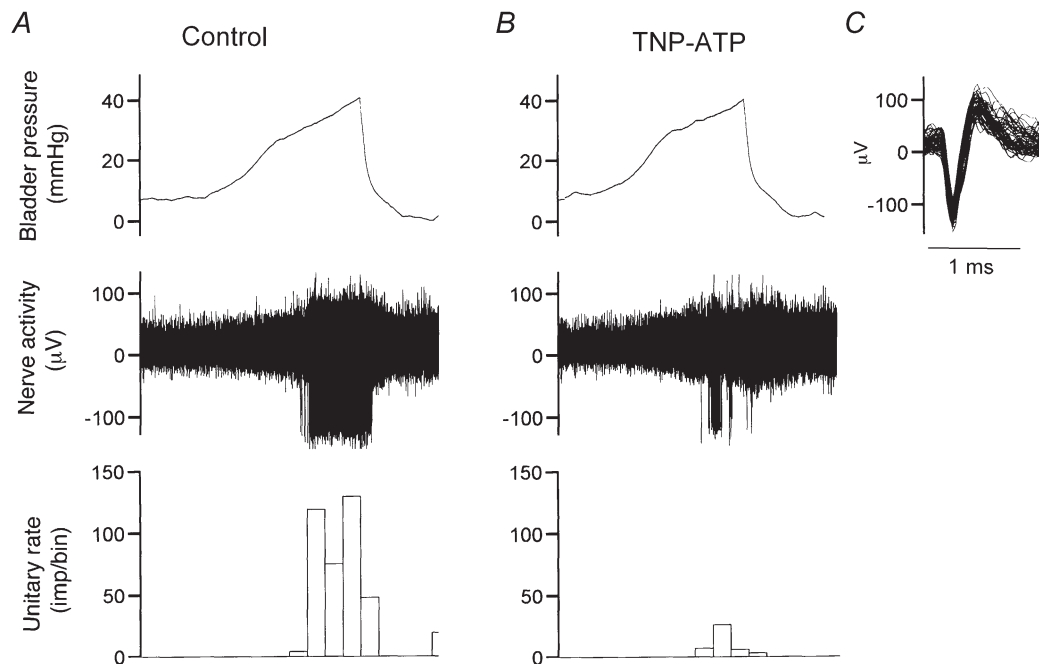 A
Control
B
TNP-ATP
C
Bladder pressure
(mmHg)
40
20
0
40
20
0
µV
100
0
-100
1 ms
Nerve activity
(µV)
100
0
-100
100
0
-100
Unitary rate
(imp/bin)
150
100
50
0
150
100
50
0